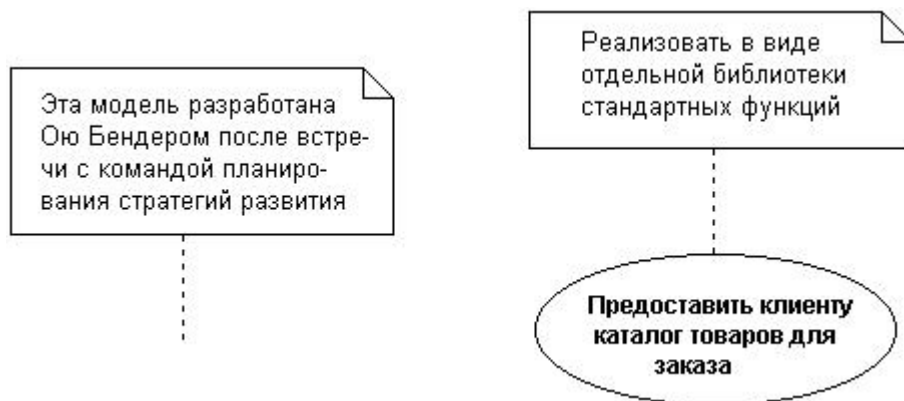 Эта модель разработана
Ою Бендером после встре-
чи с командой планиро-
вания стратегий развития
Реализовать в виде
отдельной библиотеки
стандартных функций
Предоставить клиенту
каталог товаров для
заказа